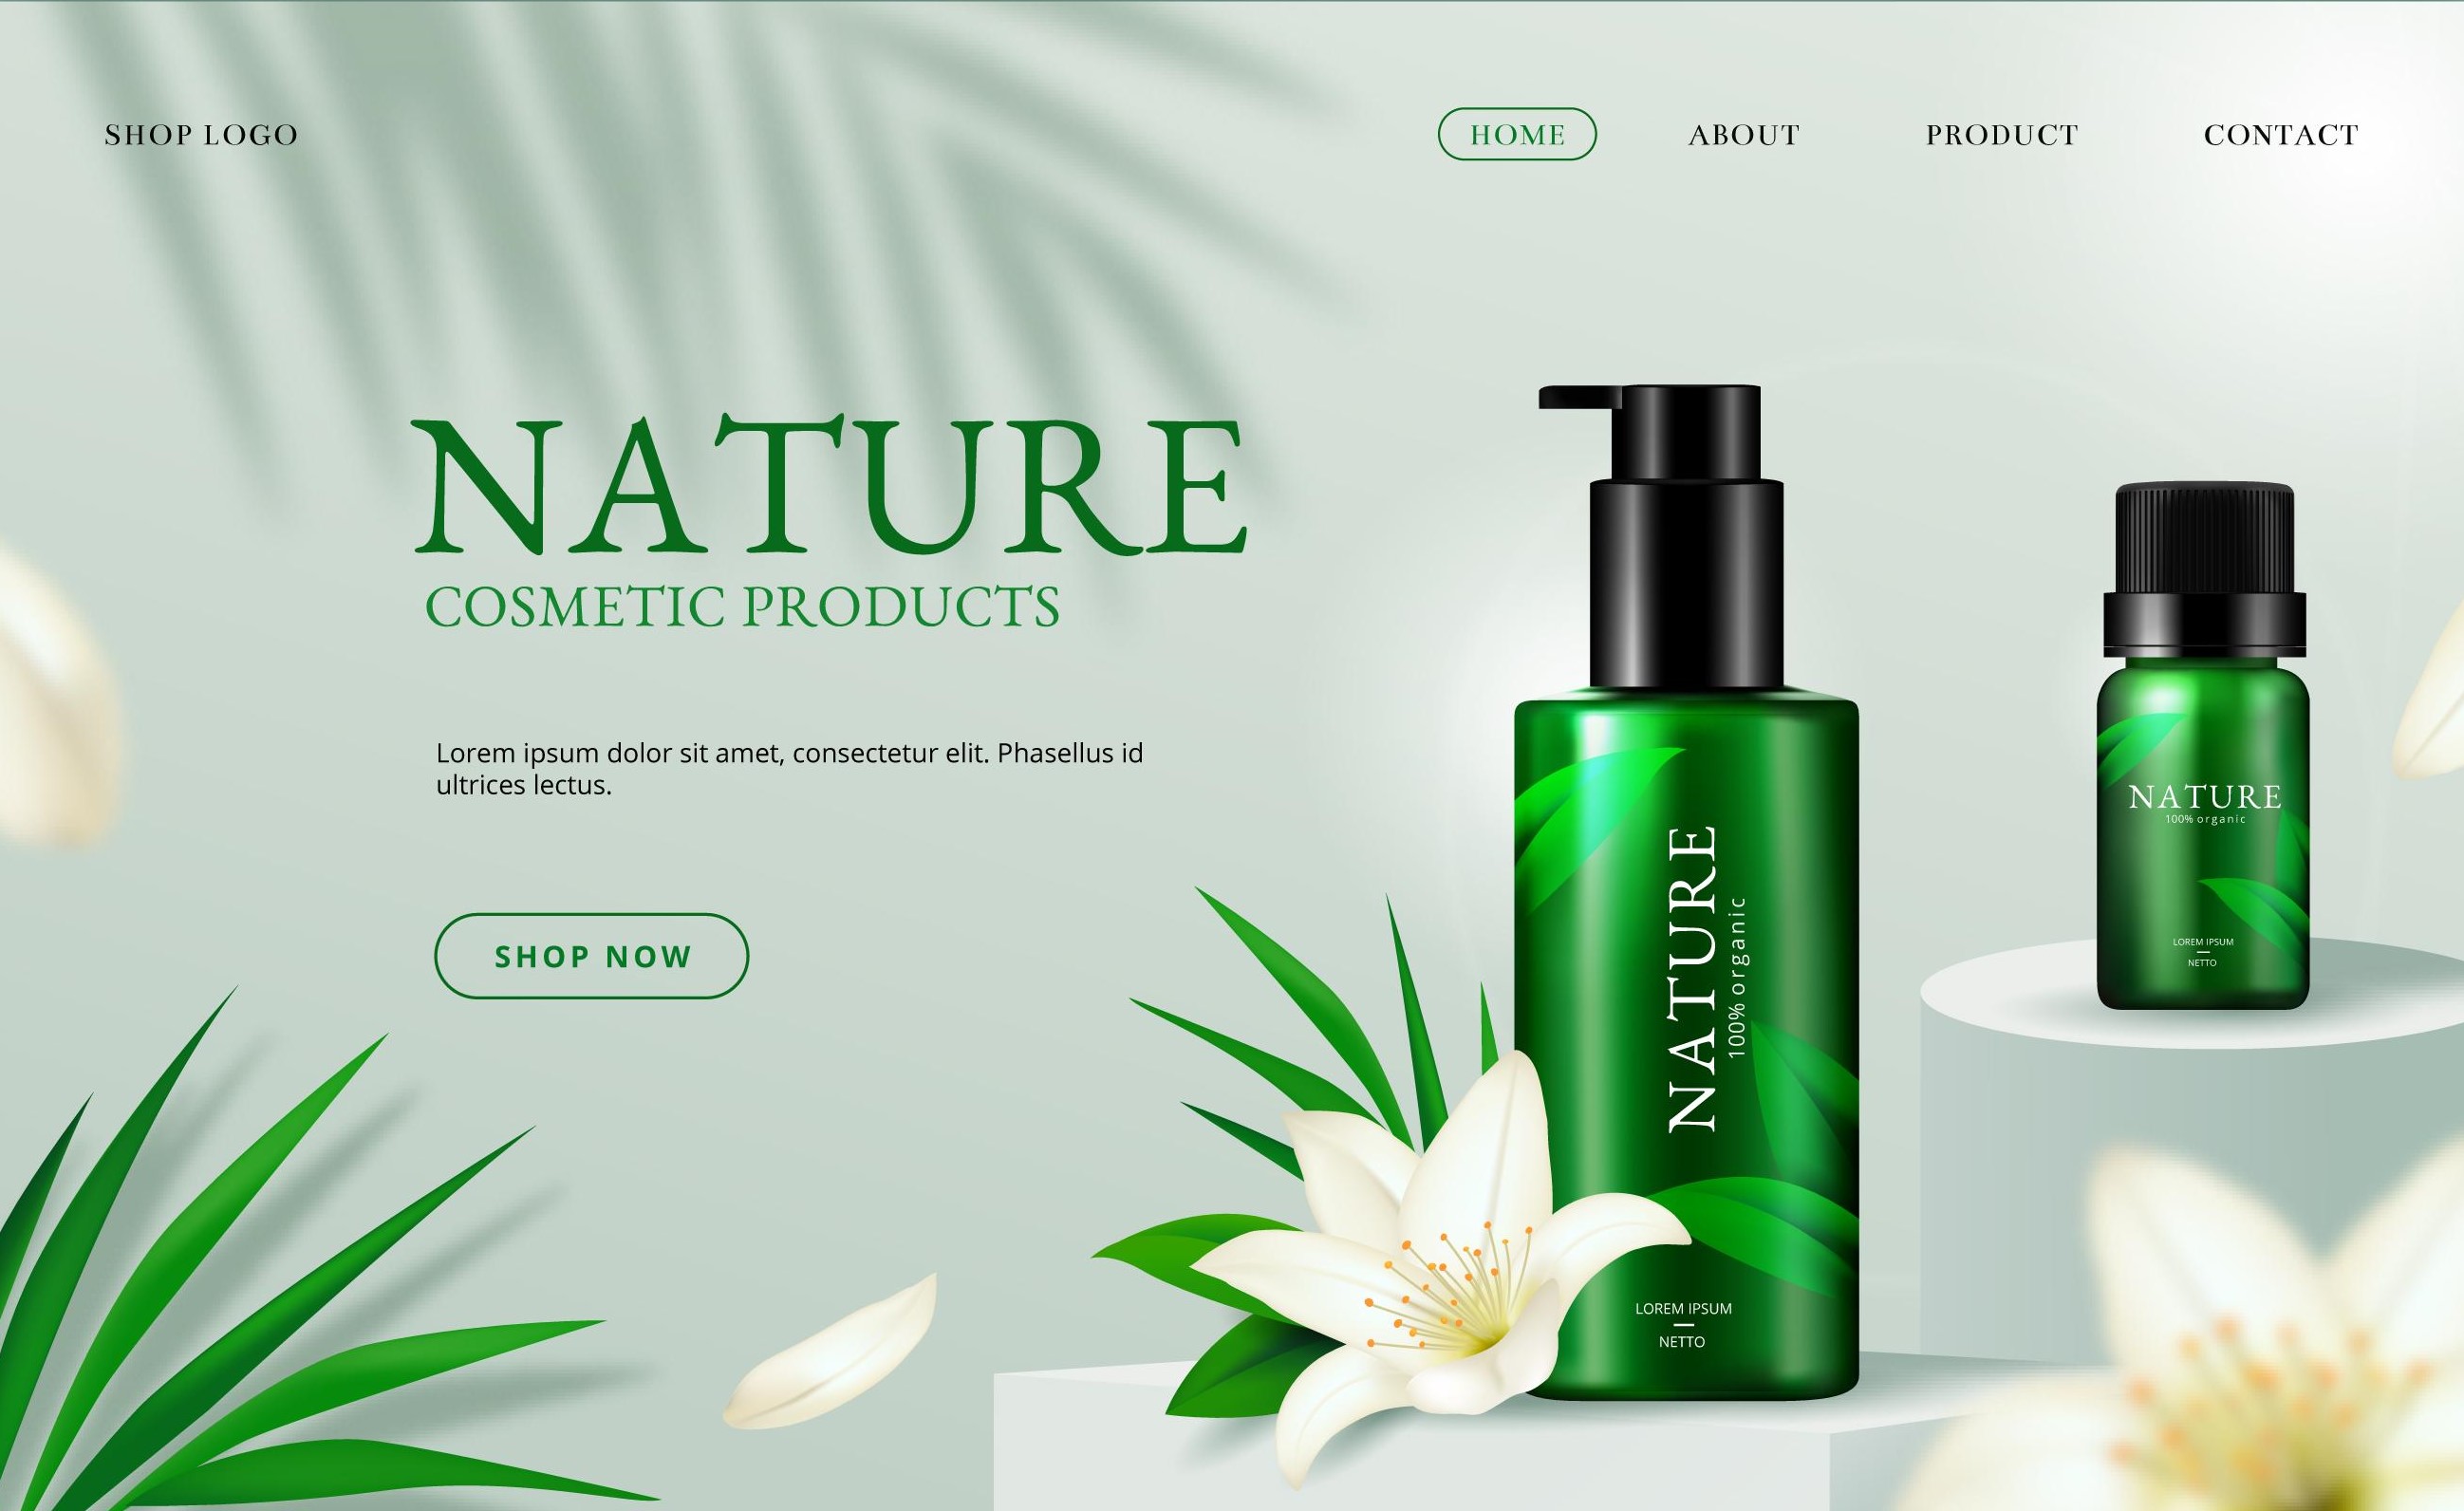 SHOP LOGO
HOME
ABOUT
PRODUCT
CONTACT
NATURE
COSMETIC PRODUCTS
Lorem ipsum dolor sit amet, consectetur elit. Phasellus id
ultrices lectus.
SHOP NOW
NATURE
100% organic
LOREM IPSUM
NETTO
NATURE
100% organic
LOREM IPSUM
NETTO